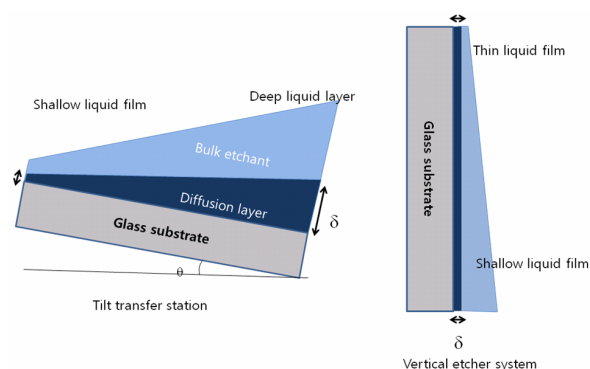 Shallow liquid film
Deep liquid layer
Bulk etchant
Diffusion layer
δ
Glass substrate
θ
Tilt transfer station
Thin liquid film
Glass substrate
Shallow liquid film
δ
Vertical etcher system